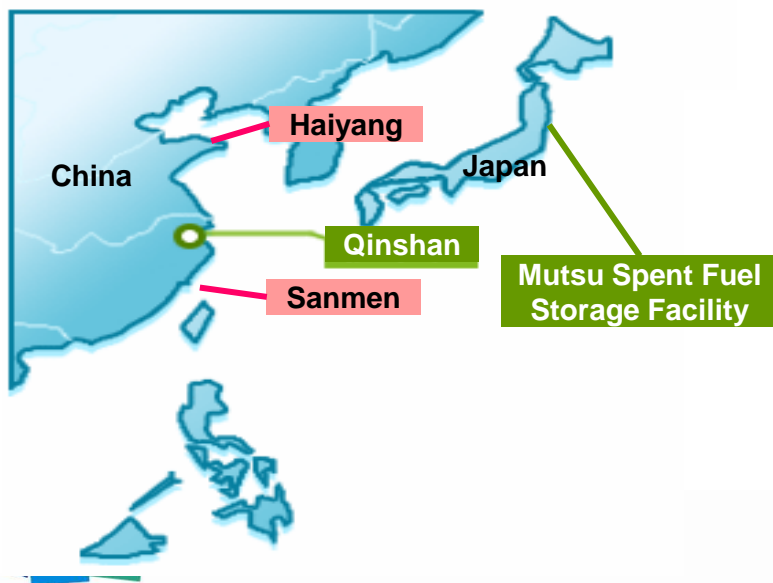 Haiyang
China
Japan
Qinshan
Mutsu Spent Fuel
Storage Facility
Sanmen